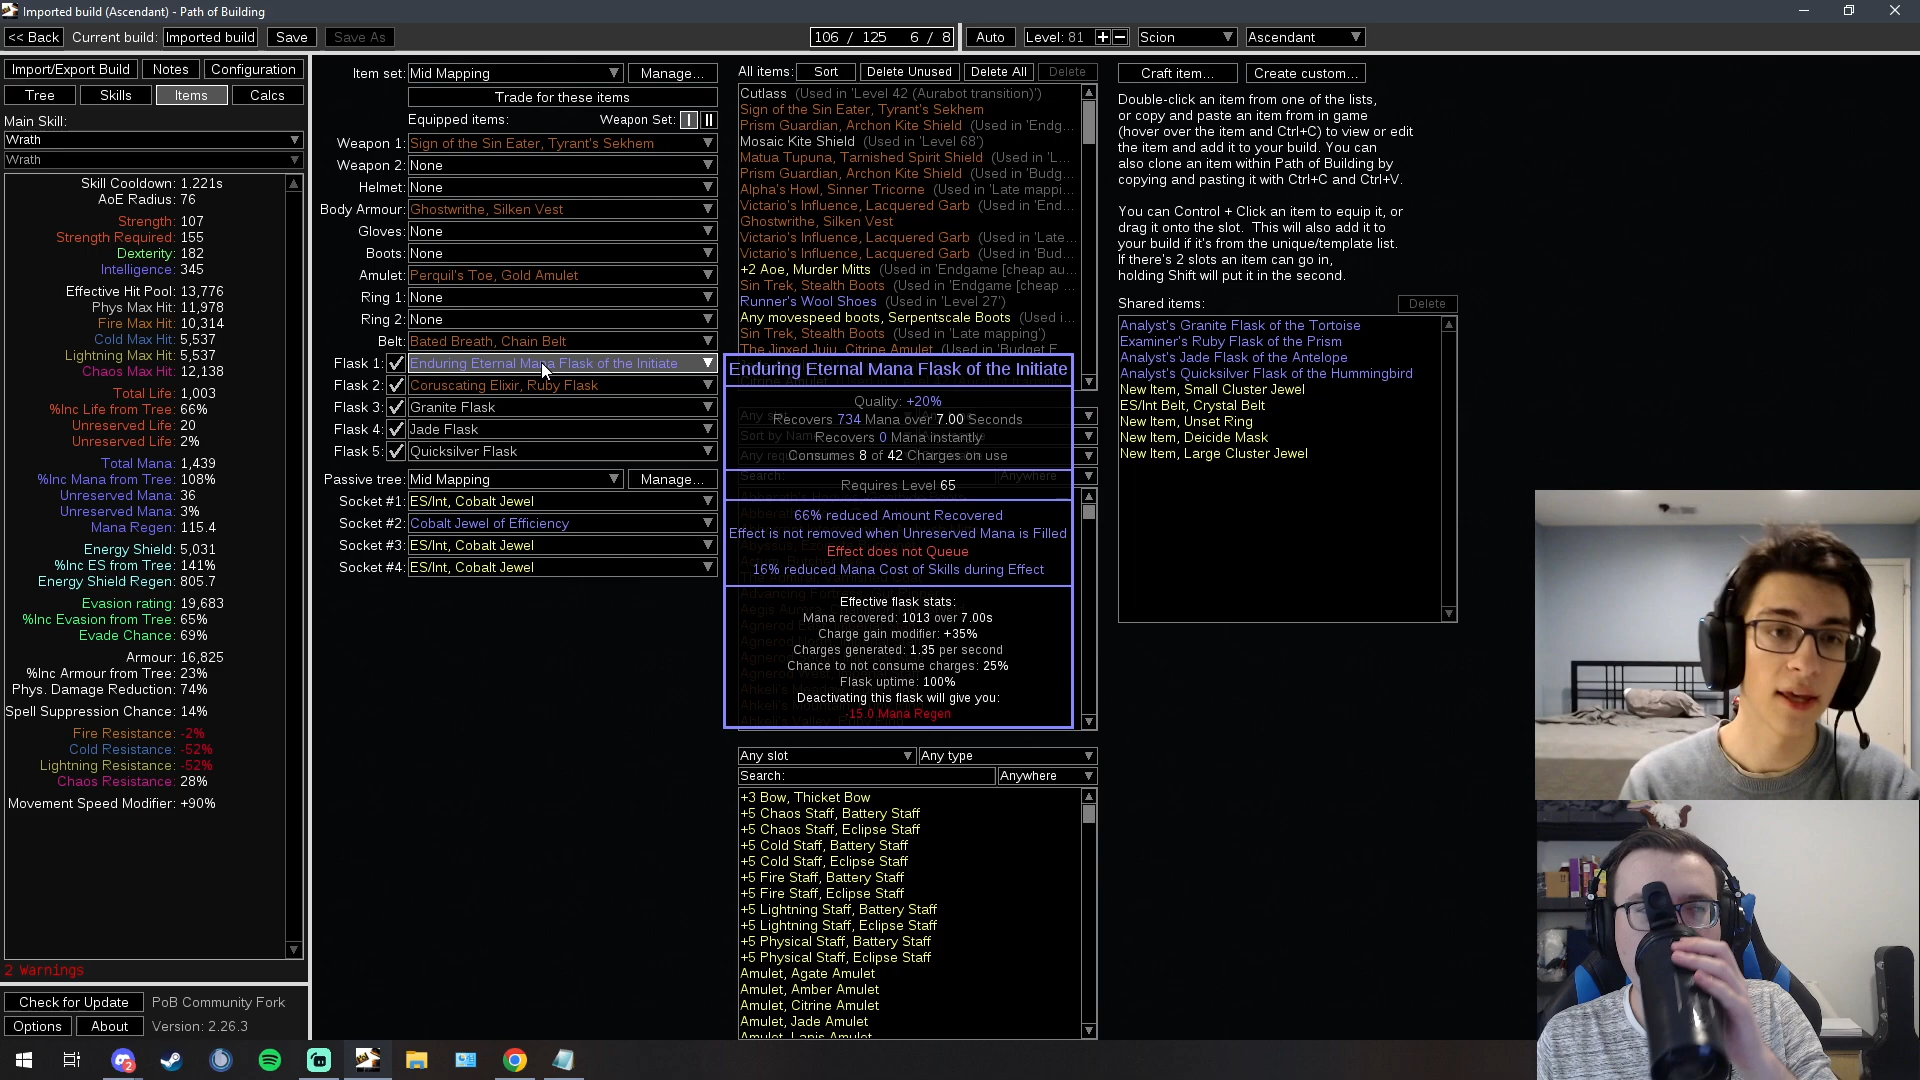 Imported build (Ascendant) - Path of Building
<< Back
Current build:
Imported build
Save
Save As
106 / 125   6 / 8
Auto
Level: 81
Scion
Ascendant
Import/Export Build
Notes
Configuration
Tree
Skills
Items
Calcs
Main Skill:
Wrath
Wrath
Skill Cooldown: 1.221s
AoE Radius: 76
Strength: 107
Strength Required: 155
Dexterity: 182
Intelligence: 345
Effective Hit Pool: 13,776
Phys Max Hit: 11,978
Fire Max Hit: 10,314
Cold Max Hit: 5,537
Lightning Max Hit: 5,537
Chaos Max Hit: 12,138
Total Life: 1,003
%Inc Life from Tree: 66%
Unreserved Life: 20
Unreserved Life: 2%
Total Mana: 1,439
%Inc Mana from Tree: 108%
Unreserved Mana: 36
Unreserved Mana: 3%
Mana Regen: 115.4
Energy Shield: 5,031
%Inc ES from Tree: 141%
Energy Shield Regen: 805.7
Evasion rating: 19,683
%Inc Evasion from Tree: 65%
Evade Chance: 69%
Armour: 16,825
%Inc Armour from Tree: 23%
Phys. Damage Reduction: 74%
Spell Suppression Chance: 14%
Fire Resistance: -2%
Cold Resistance: -52%
Lightning Resistance: -52%
Chaos Resistance: 28%
Movement Speed Modifier: +90%
2 Warnings
Check for Update
PoB Community Fork
Options
About
Version: 2.26.3
Item set: Mid Mapping
Manage...
Trade for these items
Equipped items:
Weapon Set: I II
Weapon 1: Sign of the Sin Eater, Tyrant's Sekhem
Weapon 2: None
Helmet: None
Body Armour: Ghostwrithe, Silken Vest
Gloves: None
Boots: None
Amulet: Perquil's Toe, Gold Amulet
Ring 1: None
Ring 2: None
Belt: Bated Breath, Chain Belt
Flask 1: Enduring Eternal Mana Flask of the Initiate
Flask 2: Coruscating Elixir, Ruby Flask
Flask 3: Granite Flask
Flask 4: Jade Flask
Flask 5: Quicksilver Flask
Passive tree: Mid Mapping
Manage...
Socket #1: ES/Int, Cobalt Jewel
Socket #2: Cobalt Jewel of Efficiency
Socket #3: ES/Int, Cobalt Jewel
Socket #4: ES/Int, Cobalt Jewel
All items:
Sort
Delete Unused
Delete All
Delete
Cutlass (Used in 'Level 42 (Aurabot transition)')
Sign of the Sin Eater, Tyrant's Sekhem
Prism Guardian, Archon Kite Shield (Used in 'Endg...
Mosaic Kite Shield (Used in 'Level 68')
Matua Tupuna, Tarnished Spirit Shield (Used in 'L...
Prism Guardian, Archon Kite Shield (Used in 'Budg...
Alpha's Howl, Sinner Tricorne (Used in 'Late mappi...
Victario's Influence, Lacquered Garb (Used in 'End...
Ghostwrithe, Silken Vest
Victario's Influence, Lacquered Garb (Used in 'Late...
Victario's Influence, Lacquered Garb (Used in 'Bud...
+2 Aoe, Murder Mitts (Used in 'Endgame [cheap au...
Sin Trek, Stealth Boots (Used in 'Endgame [cheap ...
Runner's Wool Shoes (Used in 'Level 27')
Any movespeed boots, Serpentscale Boots (Used i...
Sin Trek, Stealth Boots (Used in 'Late mapping')
The Jinxed Juju, Citrine Amulet (Used in 'Budget E...
Enduring Eternal Mana Flask of the Initiate
Quality: +20%
Recovers 734 Mana over 7.00 Seconds
Recovers 0 Mana instantly
Consumes 8 of 42 Charges on use
Requires Level 65
66% reduced Amount Recovered
Effect is not removed when Unreserved Mana is Filled
Effect does not Queue
16% reduced Mana Cost of Skills during Effect
Effective flask stats:
Mana recovered: 1013 over 7.00s
Charge gain modifier: +35%
Charges generated: 1.35 per second
Chance to not consume charges: 25%
Flask uptime: 100%
Deactivating this flask will give you:
-15.0 Mana Regen
Any slot
Any type
Search:
Anywhere
+3 Bow, Thicket Bow
+5 Chaos Staff, Battery Staff
+5 Chaos Staff, Eclipse Staff
+5 Cold Staff, Battery Staff
+5 Cold Staff, Eclipse Staff
+5 Fire Staff, Battery Staff
+5 Fire Staff, Eclipse Staff
+5 Lightning Staff, Battery Staff
+5 Lightning Staff, Eclipse Staff
+5 Physical Staff, Battery Staff
+5 Physical Staff, Eclipse Staff
Amulet, Agate Amulet
Amulet, Amber Amulet
Amulet, Citrine Amulet
Amulet, Jade Amulet
Amulet, Lapis Amulet
Craft item...
Create custom...
Double-click an item from one of the lists,
or copy and paste an item from in game
(hover over the item and Ctrl+C) to view or edit
the item and add it to your build. You can
also clone an item within Path of Building by
copying and pasting it with Ctrl+C and Ctrl+V.
You can Control + Click an item to equip it, or
drag it onto the slot. This will also add it to
your build if it's from the unique/template list.
If there's 2 slots an item can go in,
holding Shift will put it in the second.
Shared items:
Delete
Analyst's Granite Flask of the Tortoise
Examiner's Ruby Flask of the Prism
Analyst's Jade Flask of the Antelope
Analyst's Quicksilver Flask of the Hummingbird
New Item, Small Cluster Jewel
ES/Int Belt, Crystal Belt
New Item, Unset Ring
New Item, Deicide Mask
New Item, Large Cluster Jewel